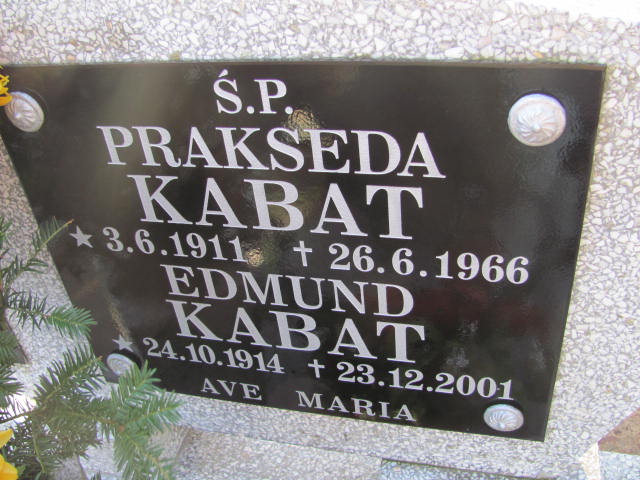 Ś.P.
PRAKSEDA
KABAT
★ 3.6.1911 ✝ 26.6.1966
EDMUND
KABAT
★ 24.10.1914 ✝ 23.12.2001
AVE MARIA